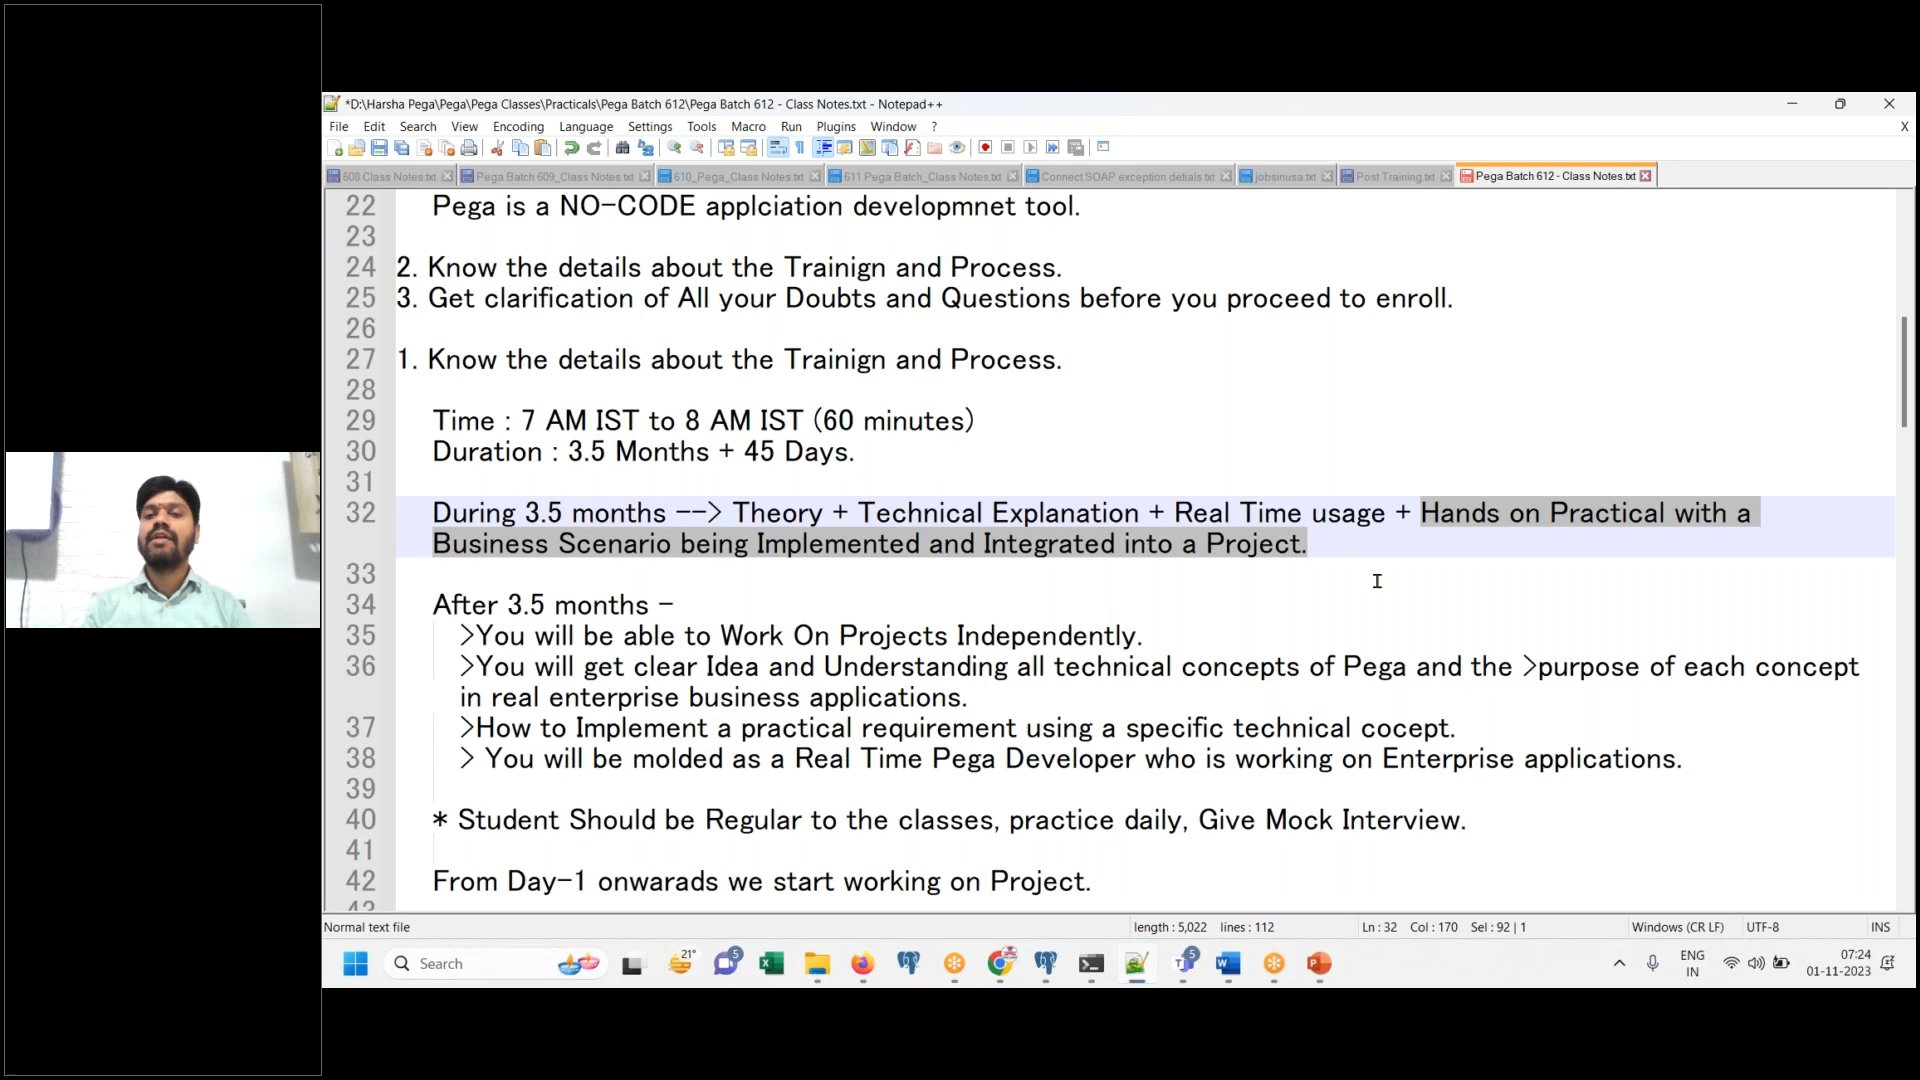 *D:\Harsha Pega\Pega\Pega Classes\Practicals\Pega Batch 612\Pega Batch 612 - Class Notes.txt - Notepad++
File Edit Search View Encoding Language Settings Tools Macro Run Plugins Window ? X
608 Class Notes.txt Pega Batch 609_Class Notes.txt 610_Pega_Class Notes.txt 611 Pega Batch_Class Notes.txt Connect SOAP exception detials.txt jobsinusa.txt Post Training.txt Pega Batch 612 - Class Notes.txt
22 Pega is a NO-CODE applciation developmnet tool.
23
24 2. Know the details about the Trainign and Process.
25 3. Get clarification of All your Doubts and Questions before you proceed to enroll.
26
27 1. Know the details about the Trainign and Process.
28
29 Time : 7 AM IST to 8 AM IST (60 minutes)
30 Duration : 3.5 Months + 45 Days.
31
32 During 3.5 months --> Theory + Technical Explanation + Real Time usage + Hands on Practical with a
Business Scenario being Implemented and Integrated into a Project.
33
34 After 3.5 months -
35 >You will be able to Work On Projects Independently.
36 >You will get clear Idea and Understanding all technical concepts of Pega and the >purpose of each concept
in real enterprise business applications.
37 >How to Implement a practical requirement using a specific technical cocept.
38 > You will be molded as a Real Time Pega Developer who is working on Enterprise applications.
39
40 * Student Should be Regular to the classes, practice daily, Give Mock Interview.
41
42 From Day-1 onwarads we start working on Project.
43
Normal text file length : 5,022 lines : 112 Ln : 32 Col : 170 Sel : 92 | 1 Windows (CR LF) UTF-8 INS
Search 21° 5 5 ENG IN 07:24 01-11-2023